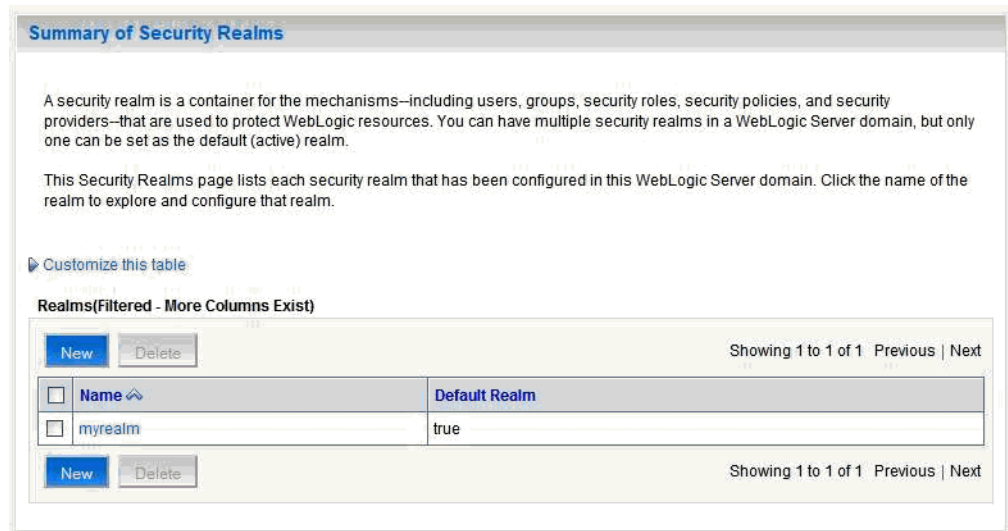 Summary of Security Realms
A security realm is a container for the mechanisms--including users, groups, security roles, security policies, and security
providers--that are used to protect WebLogic resources. You can have multiple security realms in a WebLogic Server domain, but only
one can be set as the default (active) realm.
This Security Realms page lists each security realm that has been configured in this WebLogic Server domain. Click the name of the
realm to explore and configure that realm.
Customize this table
Realms(Filtered - More Columns Exist)
New Delete Showing 1 to 1 of 1 Previous | Next
Name Default Realm
myrealm true
New Delete Showing 1 to 1 of 1 Previous | Next